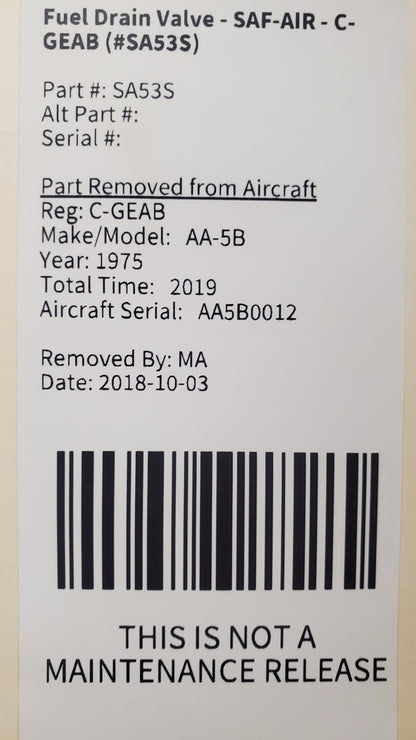 Fuel Drain Valve - SAF-AIR - C-
GEAB (#SA53S)
Part #: SA53S
Alt Part #:
Serial #:
Part Removed from Aircraft
Reg: C-GEAB
Make/Model: AA-5B
Year: 1975
Total Time: 2019
Aircraft Serial: AA5B0012
Removed By: MA
Date: 2018-10-03
THIS IS NOT A
MAINTENANCE RELEASE